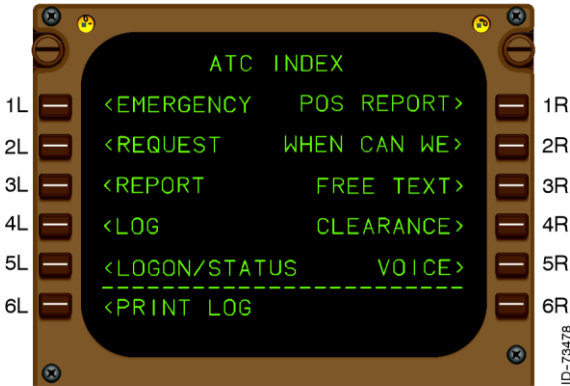 ATC INDEX
1L <EMERGENCY POS REPORT> 1R
2L <REQUEST WHEN CAN WE> 2R
3L <REPORT FREE TEXT> 3R
4L <LOG CLEARANCE> 4R
5L <LOGON/STATUS VOICE> 5R
6L <PRINT LOG 6R
ID-73478